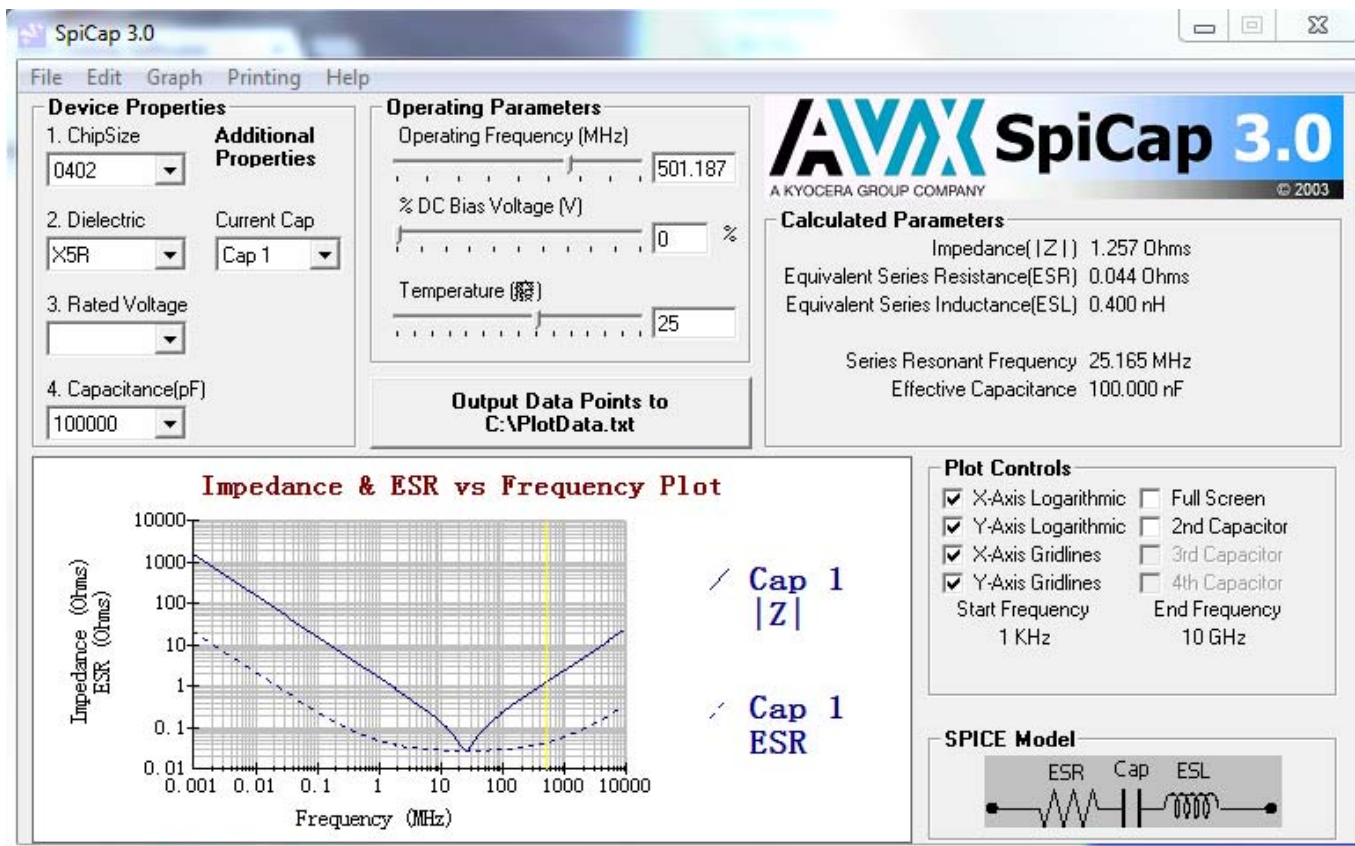 SpiCap 3.0
File Edit Graph Printing Help
Device Properties
1. ChipSize
Additional
Properties
0402
2. Dielectric
Current Cap
X5R
Cap 1
3. Rated Voltage
4. Capacitance(pF)
100000
Operating Parameters
Operating Frequency (MHz)
501.187
% DC Bias Voltage (V)
0 %
Temperature (癈)
25
Output Data Points to
C:\PlotData.txt
AVX SpiCap 3.0
A KYOCERA GROUP COMPANY
© 2003
Calculated Parameters
Impedance(|Z|) 1.257 Ohms
Equivalent Series Resistance(ESR) 0.044 Ohms
Equivalent Series Inductance(ESL) 0.400 nH
Series Resonant Frequency 25.165 MHz
Effective Capacitance 100.000 nF
Impedance & ESR vs Frequency Plot
Impedance (Ohms)
ESR (Ohms)
10000
1000
100
10
1
0.1
0.01
0.001 0.01 0.1 1 10 100 1000 10000
Frequency (MHz)
Cap 1
|Z|
Cap 1
ESR
Plot Controls
X-Axis Logarithmic Full Screen
Y-Axis Logarithmic 2nd Capacitor
X-Axis Gridlines 3rd Capacitor
Y-Axis Gridlines 4th Capacitor
Start Frequency End Frequency
1 KHz 10 GHz
SPICE Model
ESR Cap ESL